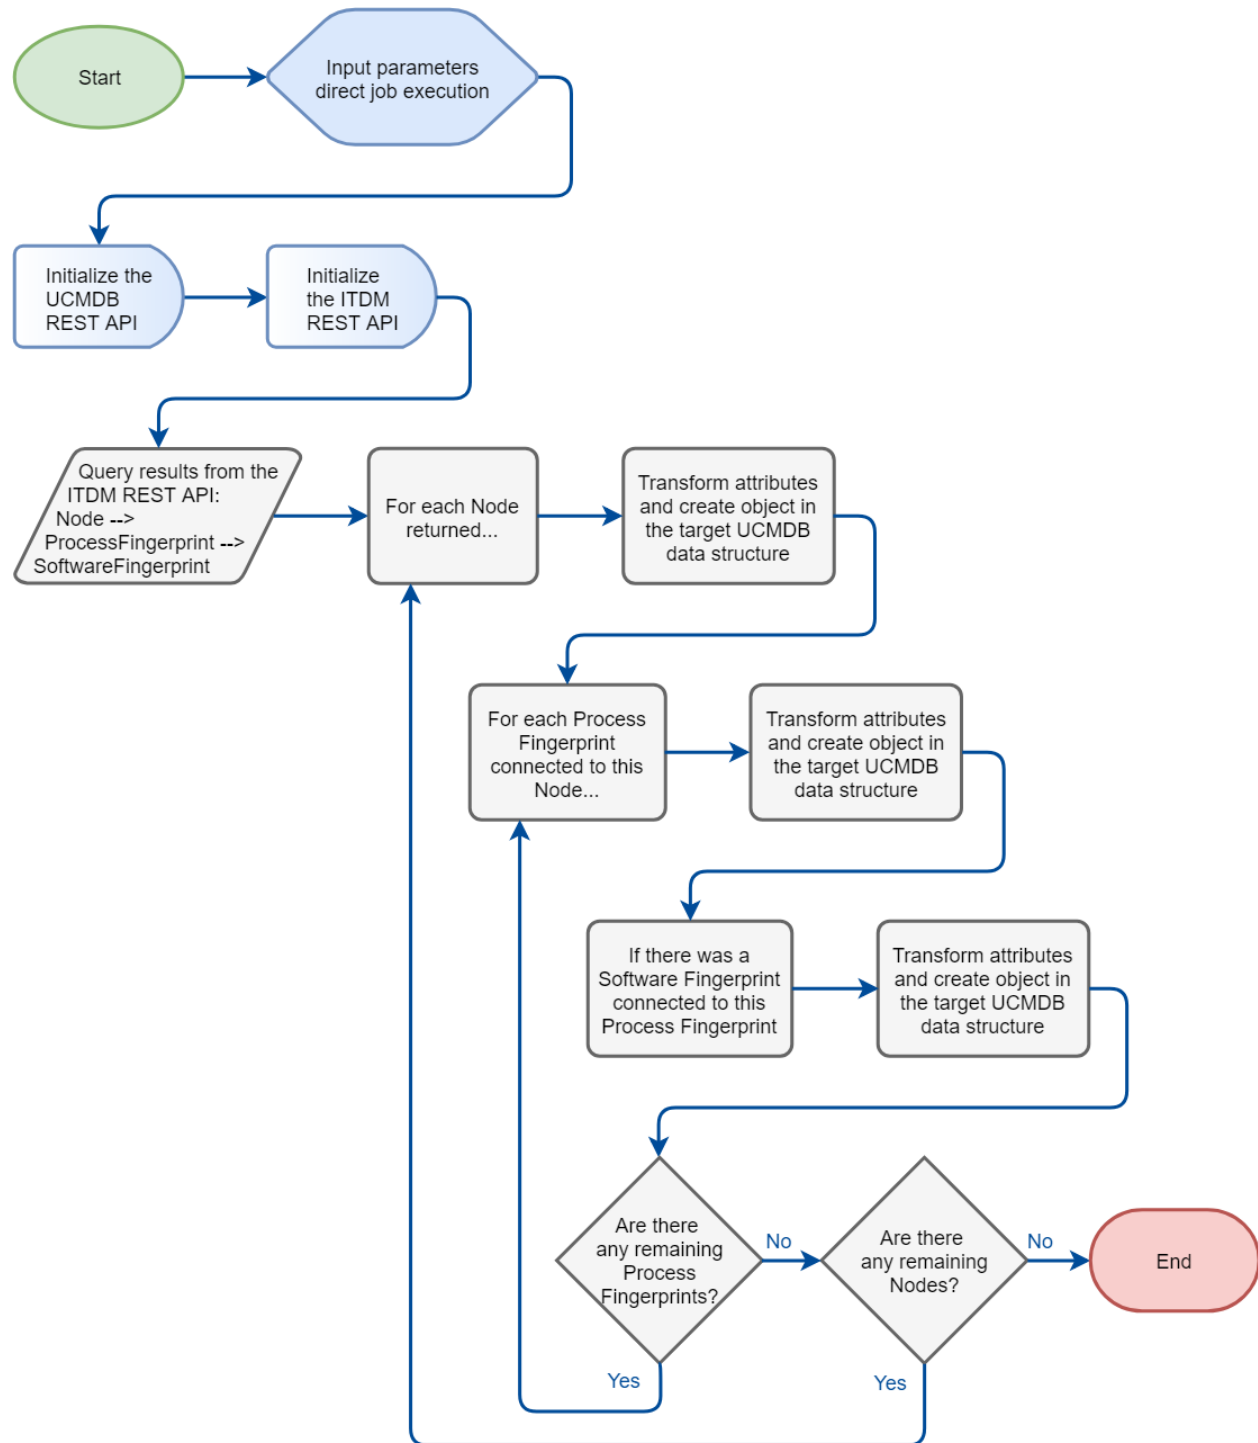 Start
Input parameters
direct job execution
Initialize the
UCMDB
REST API
Initialize
the ITDM
REST API
Query results from the
ITDM REST API:
Node -->
ProcessFingerprint -->
SoftwareFingerprint
For each Node
returned...
Transform attributes
and create object in
the target UCMDB
data structure
For each Process
Fingerprint
connected to this
Node...
Transform attributes
and create object in
the target UCMDB
data structure
If there was a
Software Fingerprint
connected to this
Process Fingerprint
Transform attributes
and create object in
the target UCMDB
data structure
Are there
any remaining
Process
Fingerprints?
No
Are there
any remaining
Nodes?
No
End
Yes
Yes